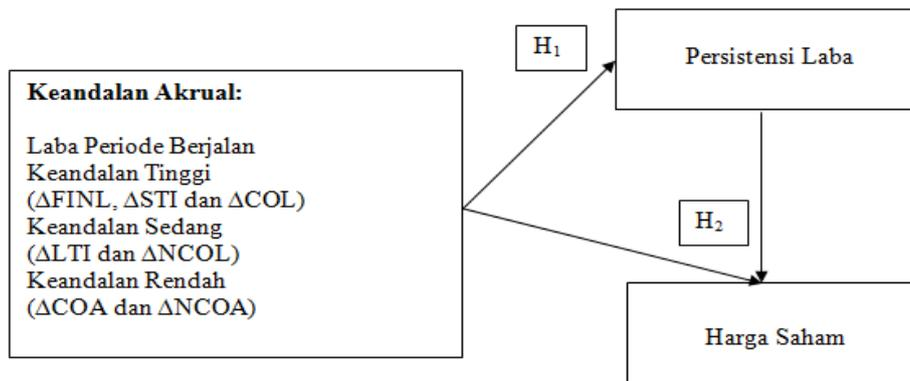 Keandalan Akrual:
Laba Periode Berjalan
Keandalan Tinggi
(ΔFINL, ΔSTI dan ΔCOL)
Keandalan Sedang
(ΔLTI dan ΔNCOL)
Keandalan Rendah
(ΔCOA dan ΔNCOA)
H₁
Persistensi Laba
H₂
Harga Saham